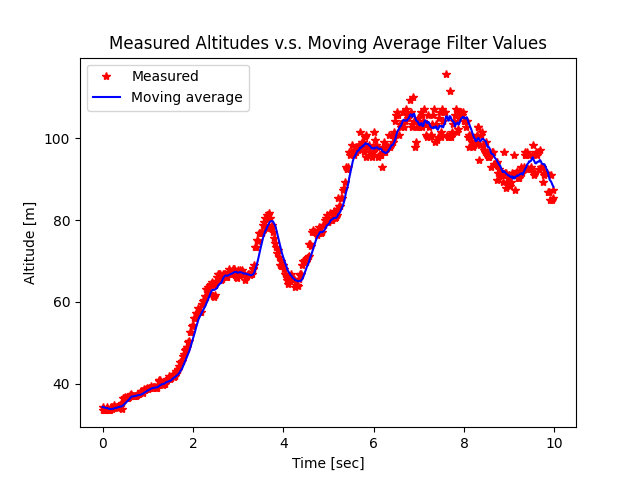 Measured Altitudes v.s. Moving Average Filter Values
Measured
Moving average
Altitude [m]
100
80
60
40
0 2 4 6 8 10
Time [sec]